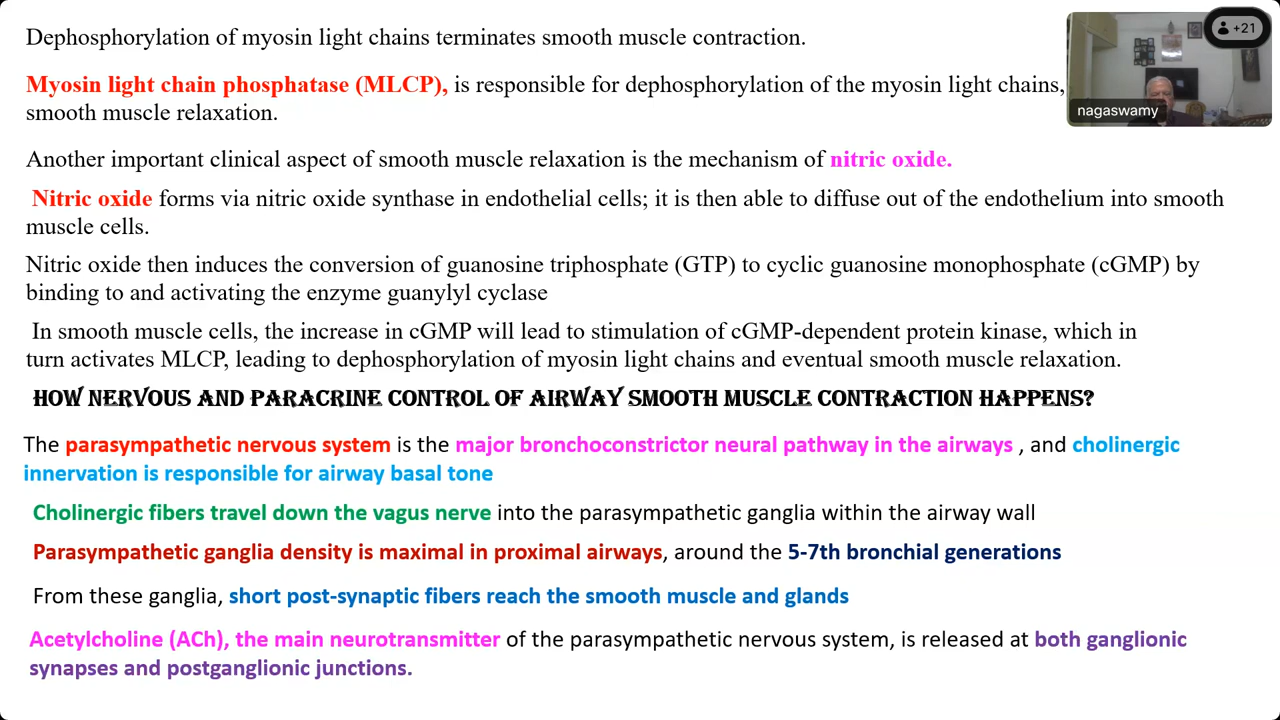 Dephosphorylation of myosin light chains terminates smooth muscle contraction.
Myosin light chain phosphatase (MLCP), is responsible for dephosphorylation of the myosin light chains,
smooth muscle relaxation.
Another important clinical aspect of smooth muscle relaxation is the mechanism of nitric oxide.
Nitric oxide forms via nitric oxide synthase in endothelial cells; it is then able to diffuse out of the endothelium into smooth
muscle cells.
Nitric oxide then induces the conversion of guanosine triphosphate (GTP) to cyclic guanosine monophosphate (cGMP) by
binding to and activating the enzyme guanylyl cyclase
In smooth muscle cells, the increase in cGMP will lead to stimulation of cGMP-dependent protein kinase, which in
turn activates MLCP, leading to dephosphorylation of myosin light chains and eventual smooth muscle relaxation.
HOW NERVOUS AND PARACRINE CONTROL OF AIRWAY SMOOTH MUSCLE CONTRACTION HAPPENS?
The parasympathetic nervous system is the major bronchoconstrictor neural pathway in the airways , and cholinergic
innervation is responsible for airway basal tone
Cholinergic fibers travel down the vagus nerve into the parasympathetic ganglia within the airway wall
Parasympathetic ganglia density is maximal in proximal airways, around the 5-7th bronchial generations
From these ganglia, short post-synaptic fibers reach the smooth muscle and glands
Acetylcholine (ACh), the main neurotransmitter of the parasympathetic nervous system, is released at both ganglionic
synapses and postganglionic junctions.
+21
nagaswamy